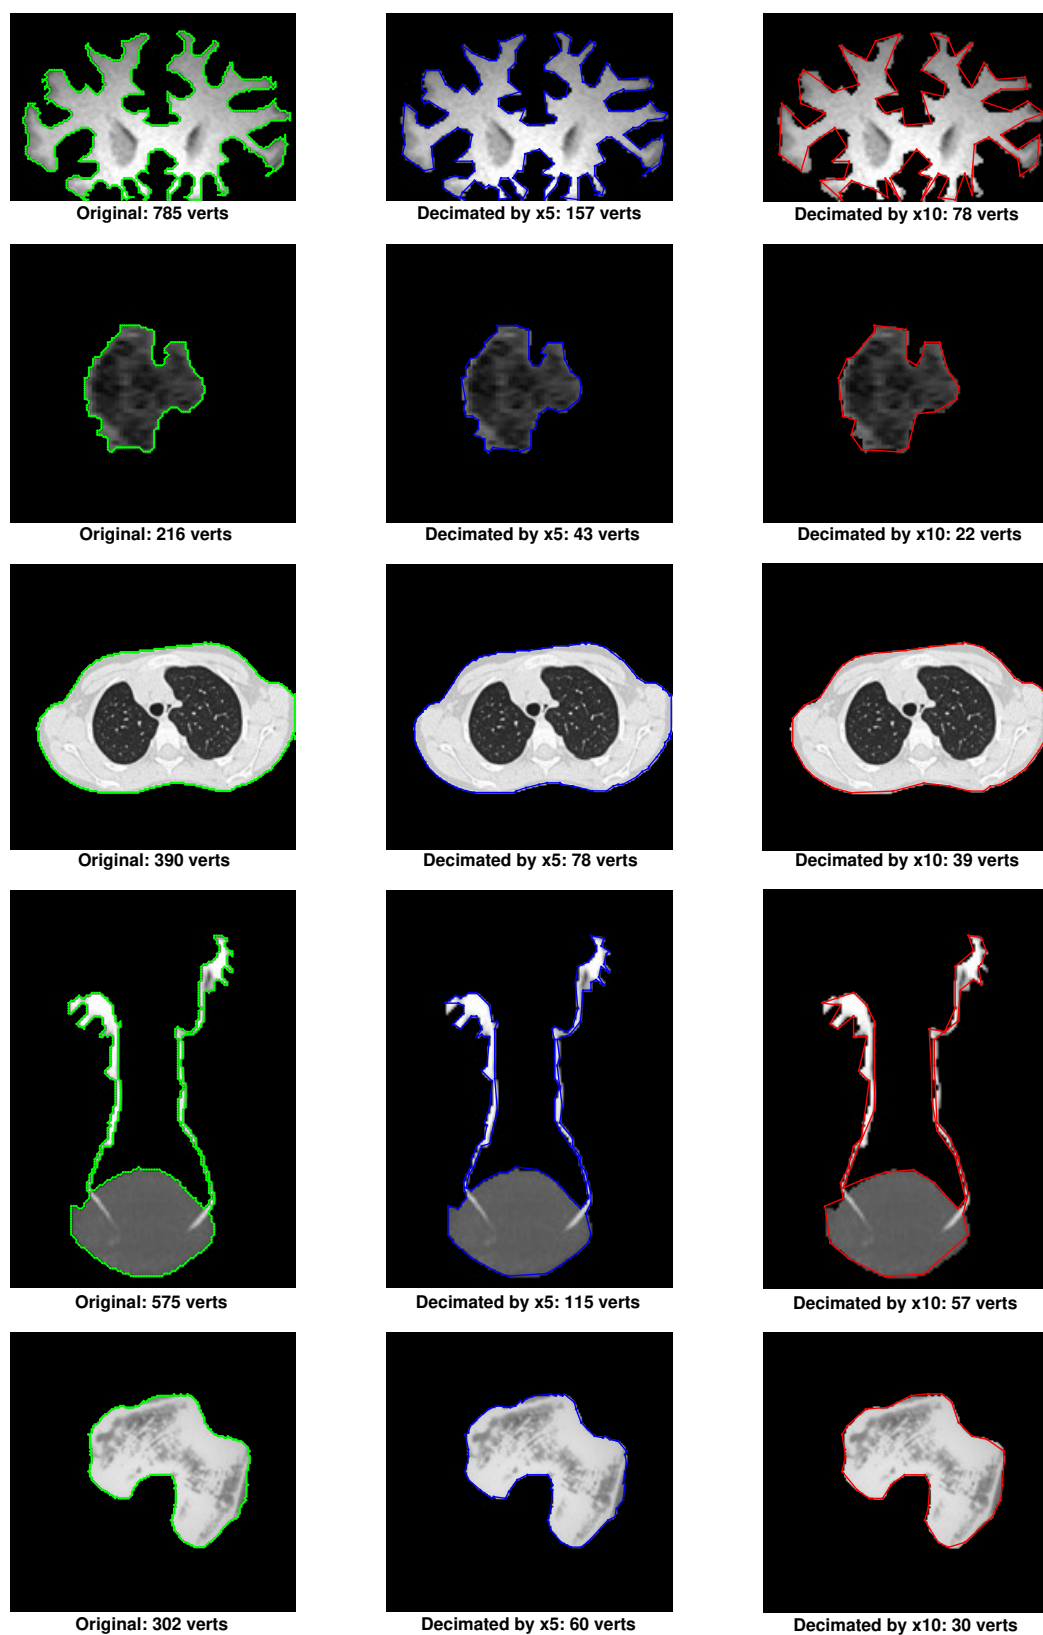 Original: 785 verts
Decimated by x5: 157 verts
Decimated by x10: 78 verts
Original: 216 verts
Decimated by x5: 43 verts
Decimated by x10: 22 verts
Original: 390 verts
Decimated by x5: 78 verts
Decimated by x10: 39 verts
Original: 575 verts
Decimated by x5: 115 verts
Decimated by x10: 57 verts
Original: 302 verts
Decimated by x5: 60 verts
Decimated by x10: 30 verts